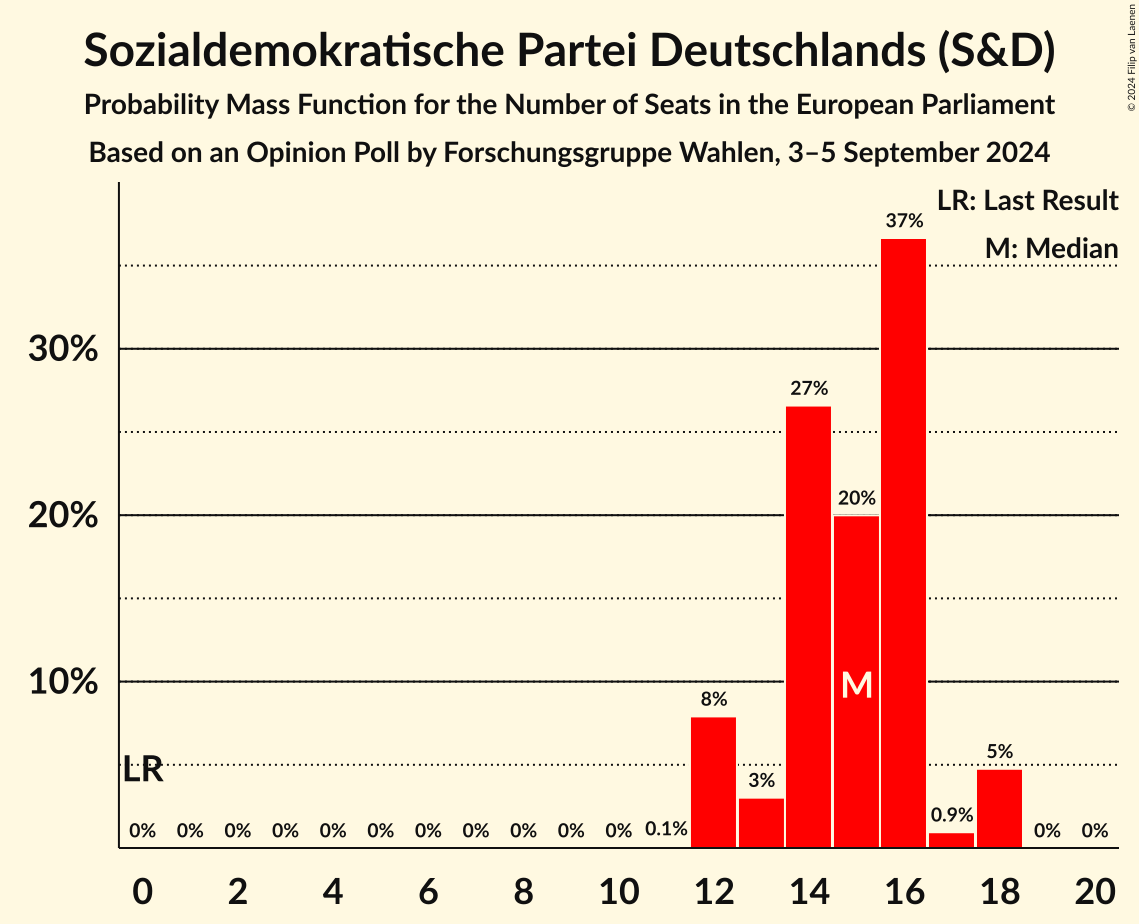 Sozialdemokratische Partei Deutschlands (S&D)
Probability Mass Function for the Number of Seats in the European Parliament
Based on an Opinion Poll by Forschungsgruppe Wahlen, 3–5 September 2024
© 2024 Filip van Laenen
LR: Last Result
M: Median
37%
30%
27%
20%
20%
10%
M
8%
LR
5%
3%
0% 0% 0% 0% 0% 0% 0% 0% 0% 0% 0% 0.1% 0.9% 0% 0%
0 2 4 6 8 10 12 14 16 18 20